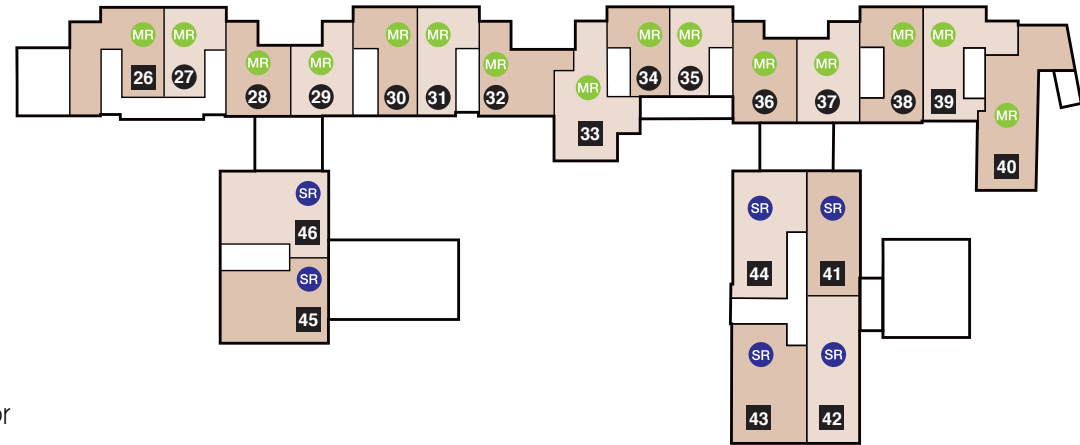 MR MR MR MR MR MR MR MR MR
MR MR MR MR MR
MR
26 27 28 29 30 31 32 34 35 36 37 38 39
33
MR
40
SR SR SR
46 44 41
SR
45
SR SR
43 42
or